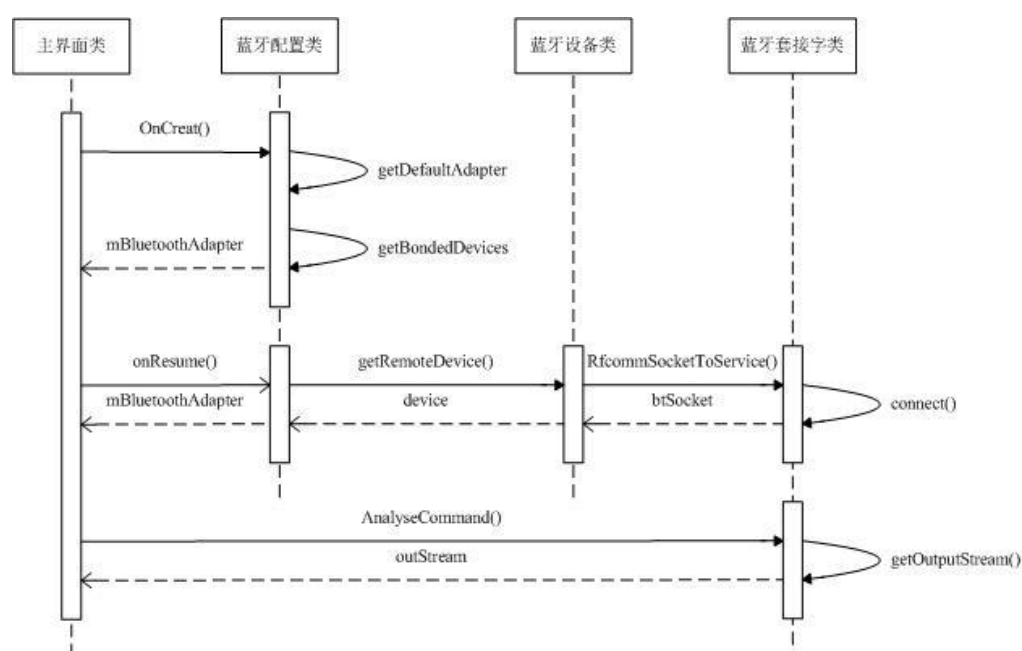 主界面类
蓝牙配置类
蓝牙设备类
蓝牙套接字类
OnCreat()
getDefaultAdapter
mBluetoothAdapter
getBondedDevices
onResume()
getRemoteDevice()
RfcommSocketToService()
mBluetoothAdapter
device
btSocket
connect()
AnalyseCommand()
outStream
getOutputStream()